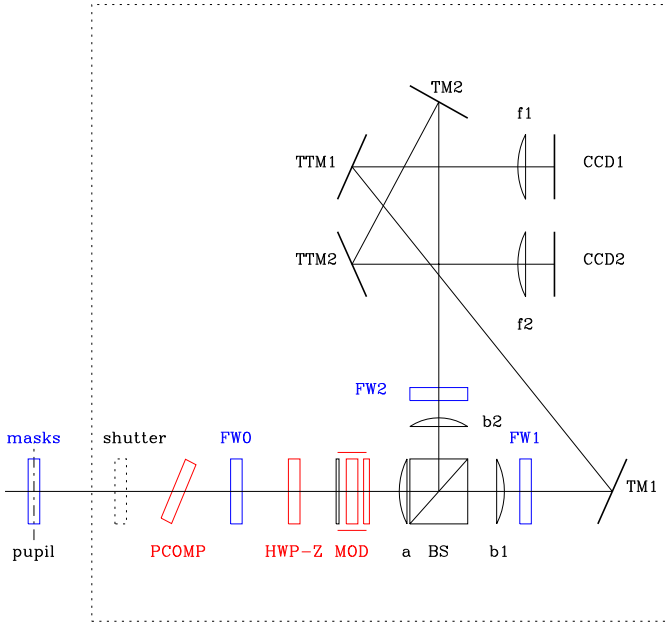 TM2
f1
TTM1
CCD1
TTM2
CCD2
f2
FW2
b2
masks
shutter
FW0
FW1
TM1
pupil
PCOMP
HWP-Z
MOD
a
BS
b1